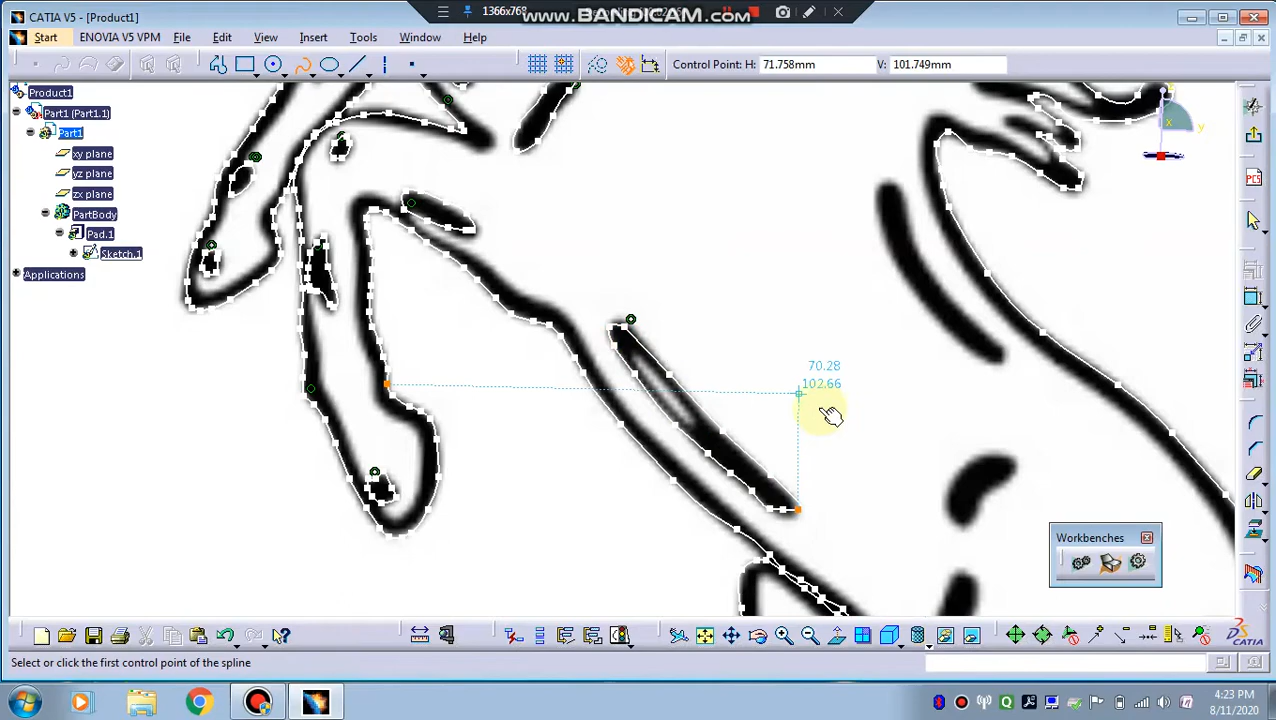 CATIA V5 - [Product1]
1366x768
www.BANDICAM.com
Start
ENOVIA V5 VPM
File
Edit
View
Insert
Tools
Window
Help
Control Point: H:
71.758mm
V:
101.749mm
Product1
Part1 (Part1.1)
Part1
xy plane
yz plane
zx plane
PartBody
Pad.1
Sketch.1
Applications
x
y
PCS
70.28
102.66
Workbenches
CATIA
Select or click the first control point of the spline
4:23 PM
8/11/2020